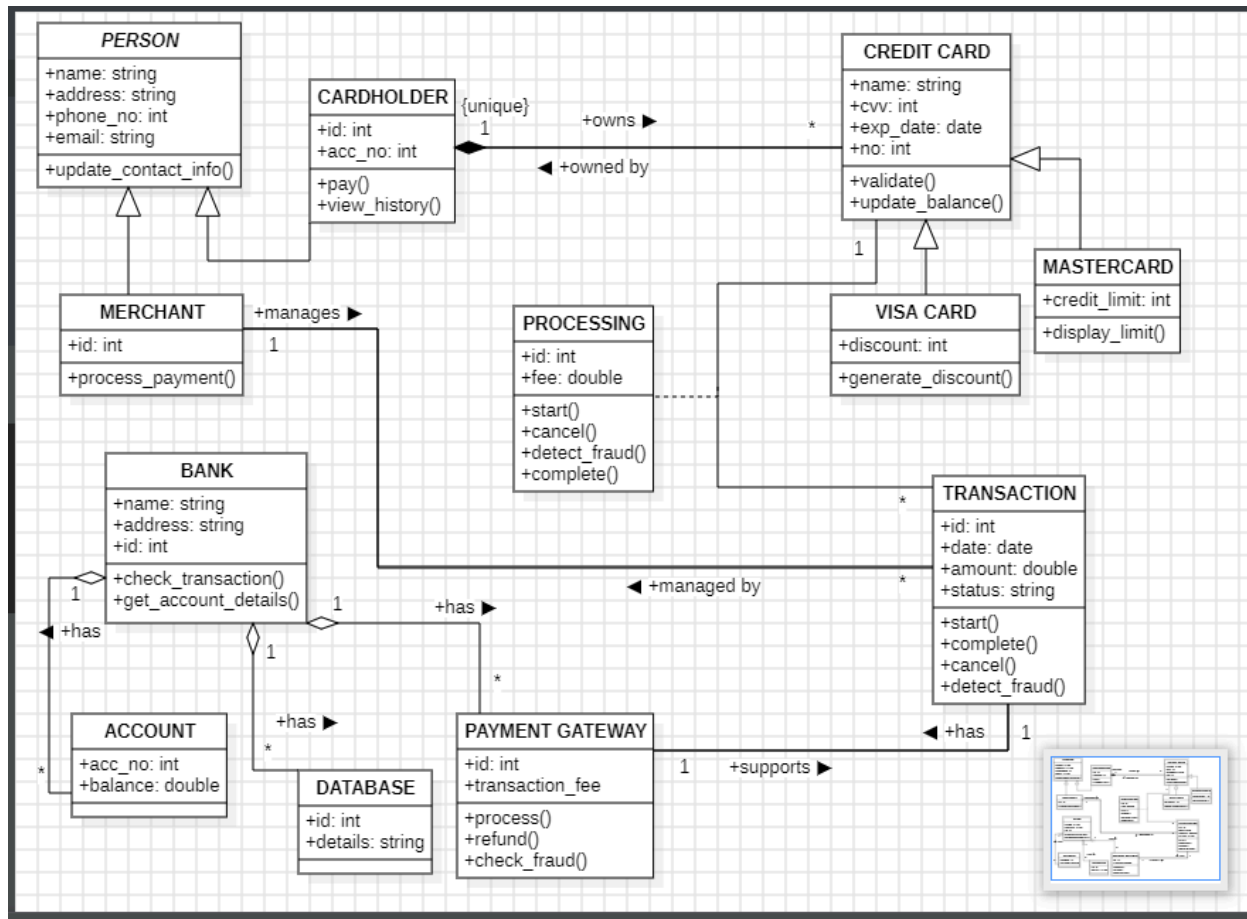 PERSON
+name: string
+address: string
+phone_no: int
+email: string
+update_contact_info()
CARDHOLDER
+id: int
+acc_no: int
+pay()
+view_history()
{unique}
1
+owns ►
*
◄ +owned by
CREDIT CARD
+name: string
+cvv: int
+exp_date: date
+no: int
+validate()
+update_balance()
1
MASTERCARD
+credit_limit: int
+display_limit()
VISA CARD
+discount: int
+generate_discount()
MERCHANT
+id: int
+process_payment()
+manages ►
1
PROCESSING
+id: int
+fee: double
+start()
+cancel()
+detect_fraud()
+complete()
BANK
+name: string
+address: string
+id: int
+check_transaction()
+get_account_details()
*
TRANSACTION
+id: int
+date: date
+amount: double
+status: string
+start()
+complete()
+cancel()
+detect_fraud()
◄ +managed by
*
1
◄ +has
1
+has ►
1
*
+has ►
*
*
ACCOUNT
+acc_no: int
+balance: double
DATABASE
+id: int
+details: string
PAYMENT GATEWAY
+id: int
+transaction_fee
+process()
+refund()
+check_fraud()
◄ +has
1
1
+supports ►